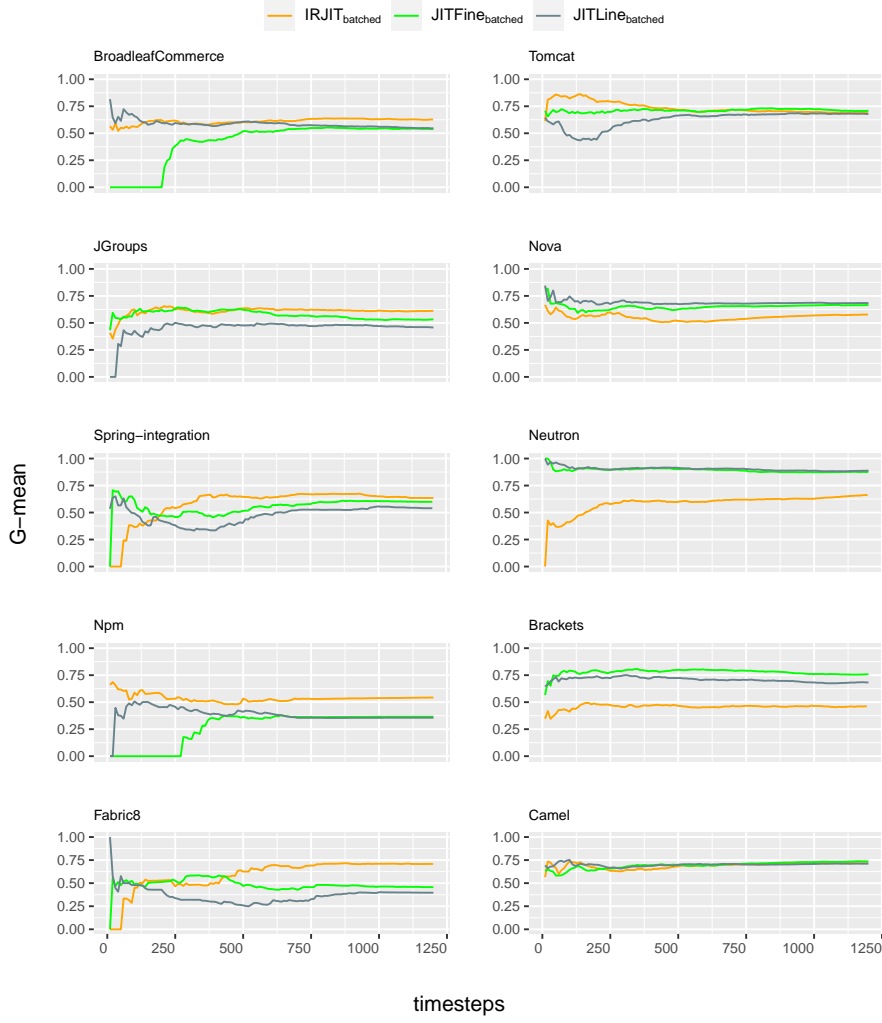 IRJIT batched JITFine batched JITLine batched
BroadleafCommerce Tomcat
1.00 1.00
0.75 0.75
0.50 0.50
0.25 0.25
0.00 0.00
JGroups Nova
1.00 1.00
0.75 0.75
0.50 0.50
0.25 0.25
0.00 0.00
Spring−integration Neutron
1.00 1.00
0.75 0.75
0.50 0.50
0.25 0.25
0.00 0.00
G−mean
Npm Brackets
1.00 1.00
0.75 0.75
0.50 0.50
0.25 0.25
0.00 0.00
Fabric8 Camel
1.00 1.00
0.75 0.75
0.50 0.50
0.25 0.25
0.00 0.00
0 250 500 750 1000 1250 0 250 500 750 1000 1250
timesteps